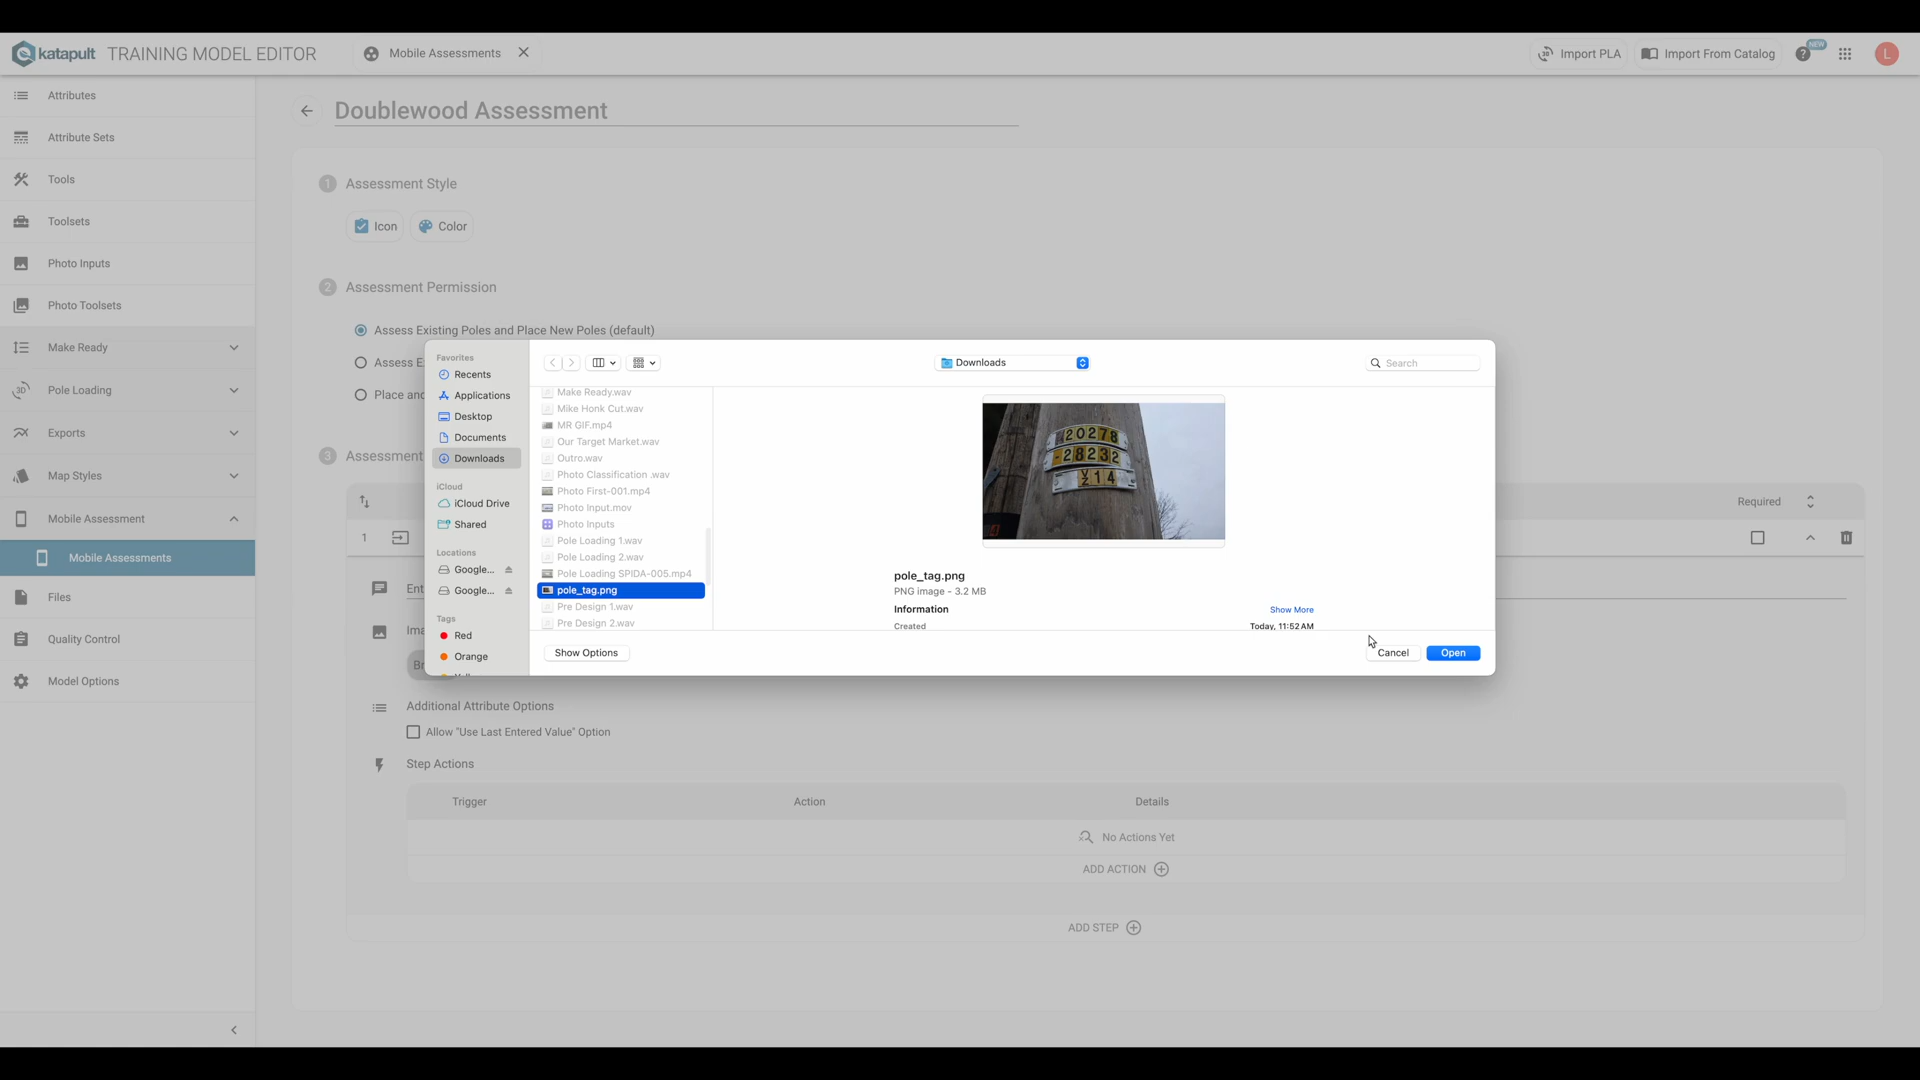 katapult TRAINING MODEL EDITOR
Mobile Assessments
Import PLA
Import From Catalog
NEW
L
Attributes
Attribute Sets
Tools
Toolsets
Photo Inputs
Photo Toolsets
Make Ready
Pole Loading
Exports
Map Styles
Mobile Assessment
Mobile Assessments
Files
Quality Control
Model Options
Doublewood Assessment
1 Assessment Style
Icon
Color
2 Assessment Permission
Assess Existing Poles and Place New Poles (default)
Assess E
Place and
3 Assessment
Required
1
Ent
Ima
Br
Additional Attribute Options
Allow "Use Last Entered Value" Option
Step Actions
Trigger Action Details
No Actions Yet
ADD ACTION
ADD STEP
Favorites
Recents
Applications
Desktop
Documents
Downloads
iCloud
iCloud Drive
Shared
Locations
Google...
Google...
Tags
Red
Orange
Downloads
Search
Make Ready.wav
Mike Honk Cut.wav
MR GIF.mp4
Our Target Market.wav
Outro.wav
Photo Classification .wav
Photo First-001.mp4
Photo Input.mov
Photo Inputs
Pole Loading 1.wav
Pole Loading 2.wav
Pole Loading SPIDA-005.mp4
pole_tag.png
Pre Design 1.wav
Pre Design 2.wav
20278
-28232
14
pole_tag.png
PNG image - 3.2 MB
Information
Show More
Created
Today, 11:52 AM
Show Options
Cancel
Open